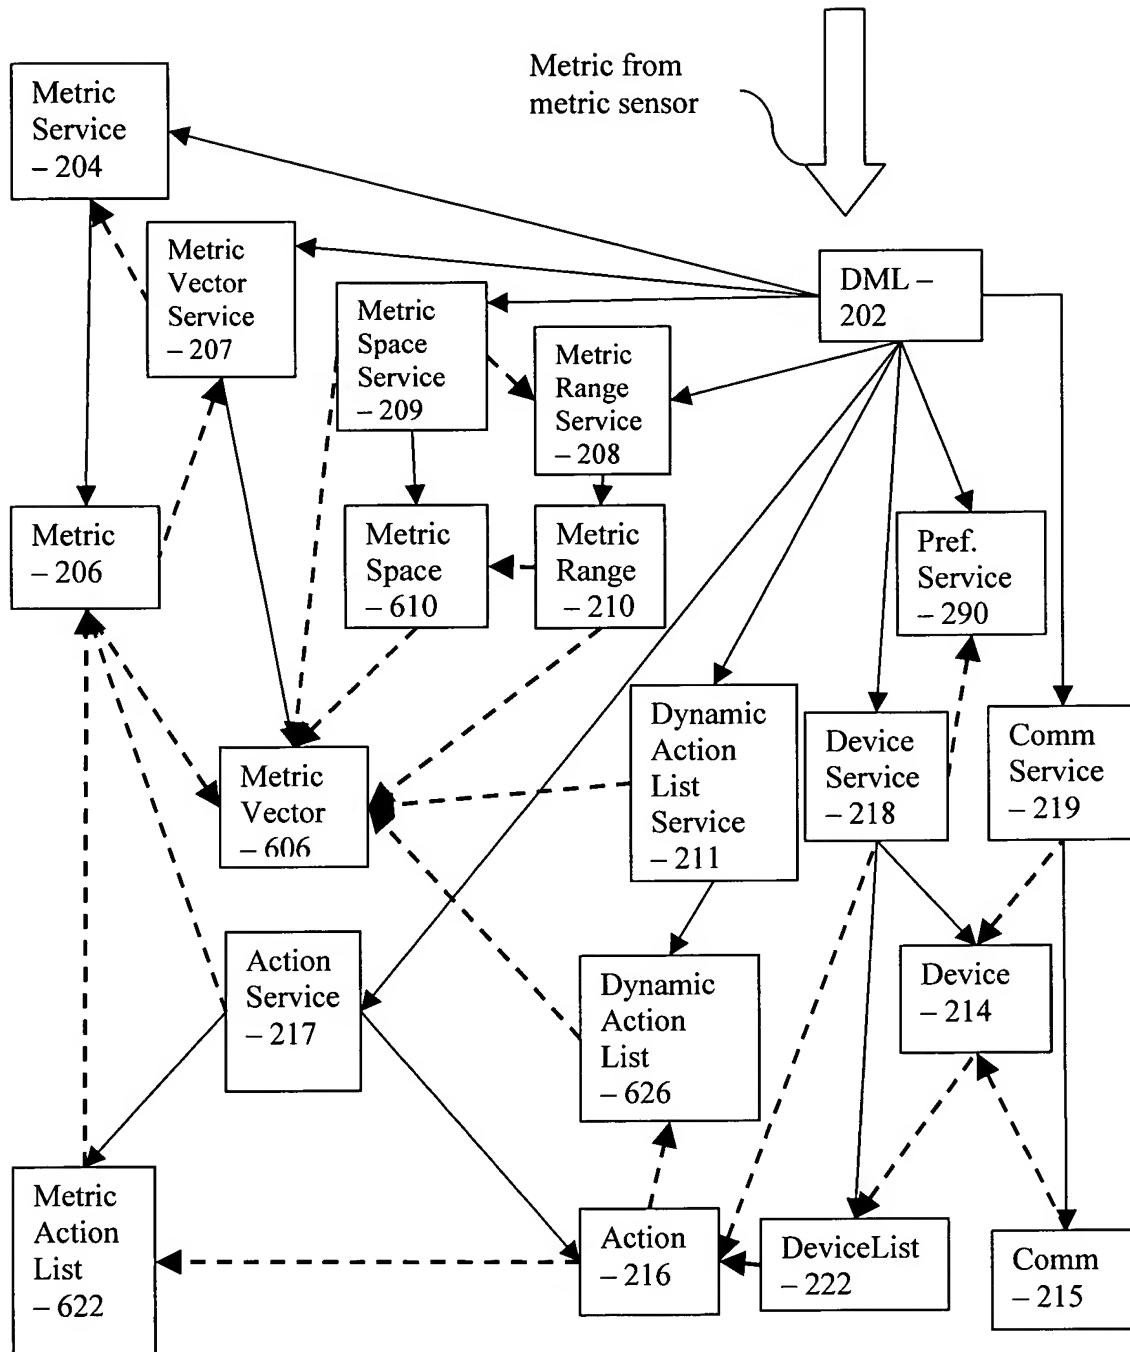 Metric from
metric sensor
Metric
Service
– 204
Metric
Vector
Service
– 207
DML –
202
Metric
Space
Service
– 209
Metric
Range
Service
– 208
Metric
– 206
Metric
Space
– 610
Metric
Range
– 210
Pref.
Service
– 290
Metric
Vector
– 606
Dynamic
Action
List
Service
– 211
Device
Service
– 218
Comm
Service
– 219
Action
Service
– 217
Dynamic
Action
List
– 626
Device
– 214
Metric
Action
List
– 622
Action
– 216
DeviceList
– 222
Comm
– 215